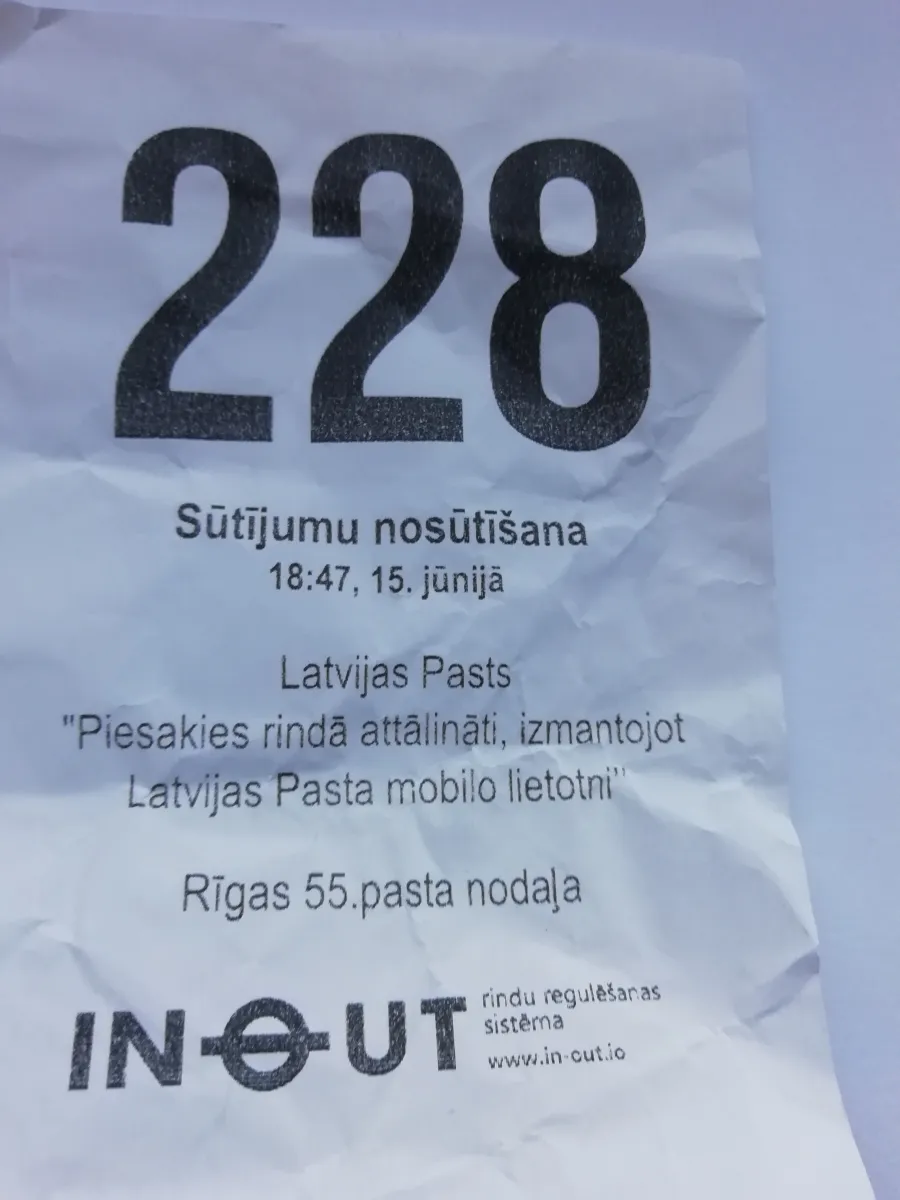 228
Sūtījumu nosūtīšana
18:47, 15. jūnijā
Latvijas Pasts
"Piesakies rindā attālināti, izmantojot
Latvijas Pasta mobilo lietotni"
Rīgas 55.pasta nodaļa
IN-OUT
rindu regulēšanas
sistēma
www.in-out.io